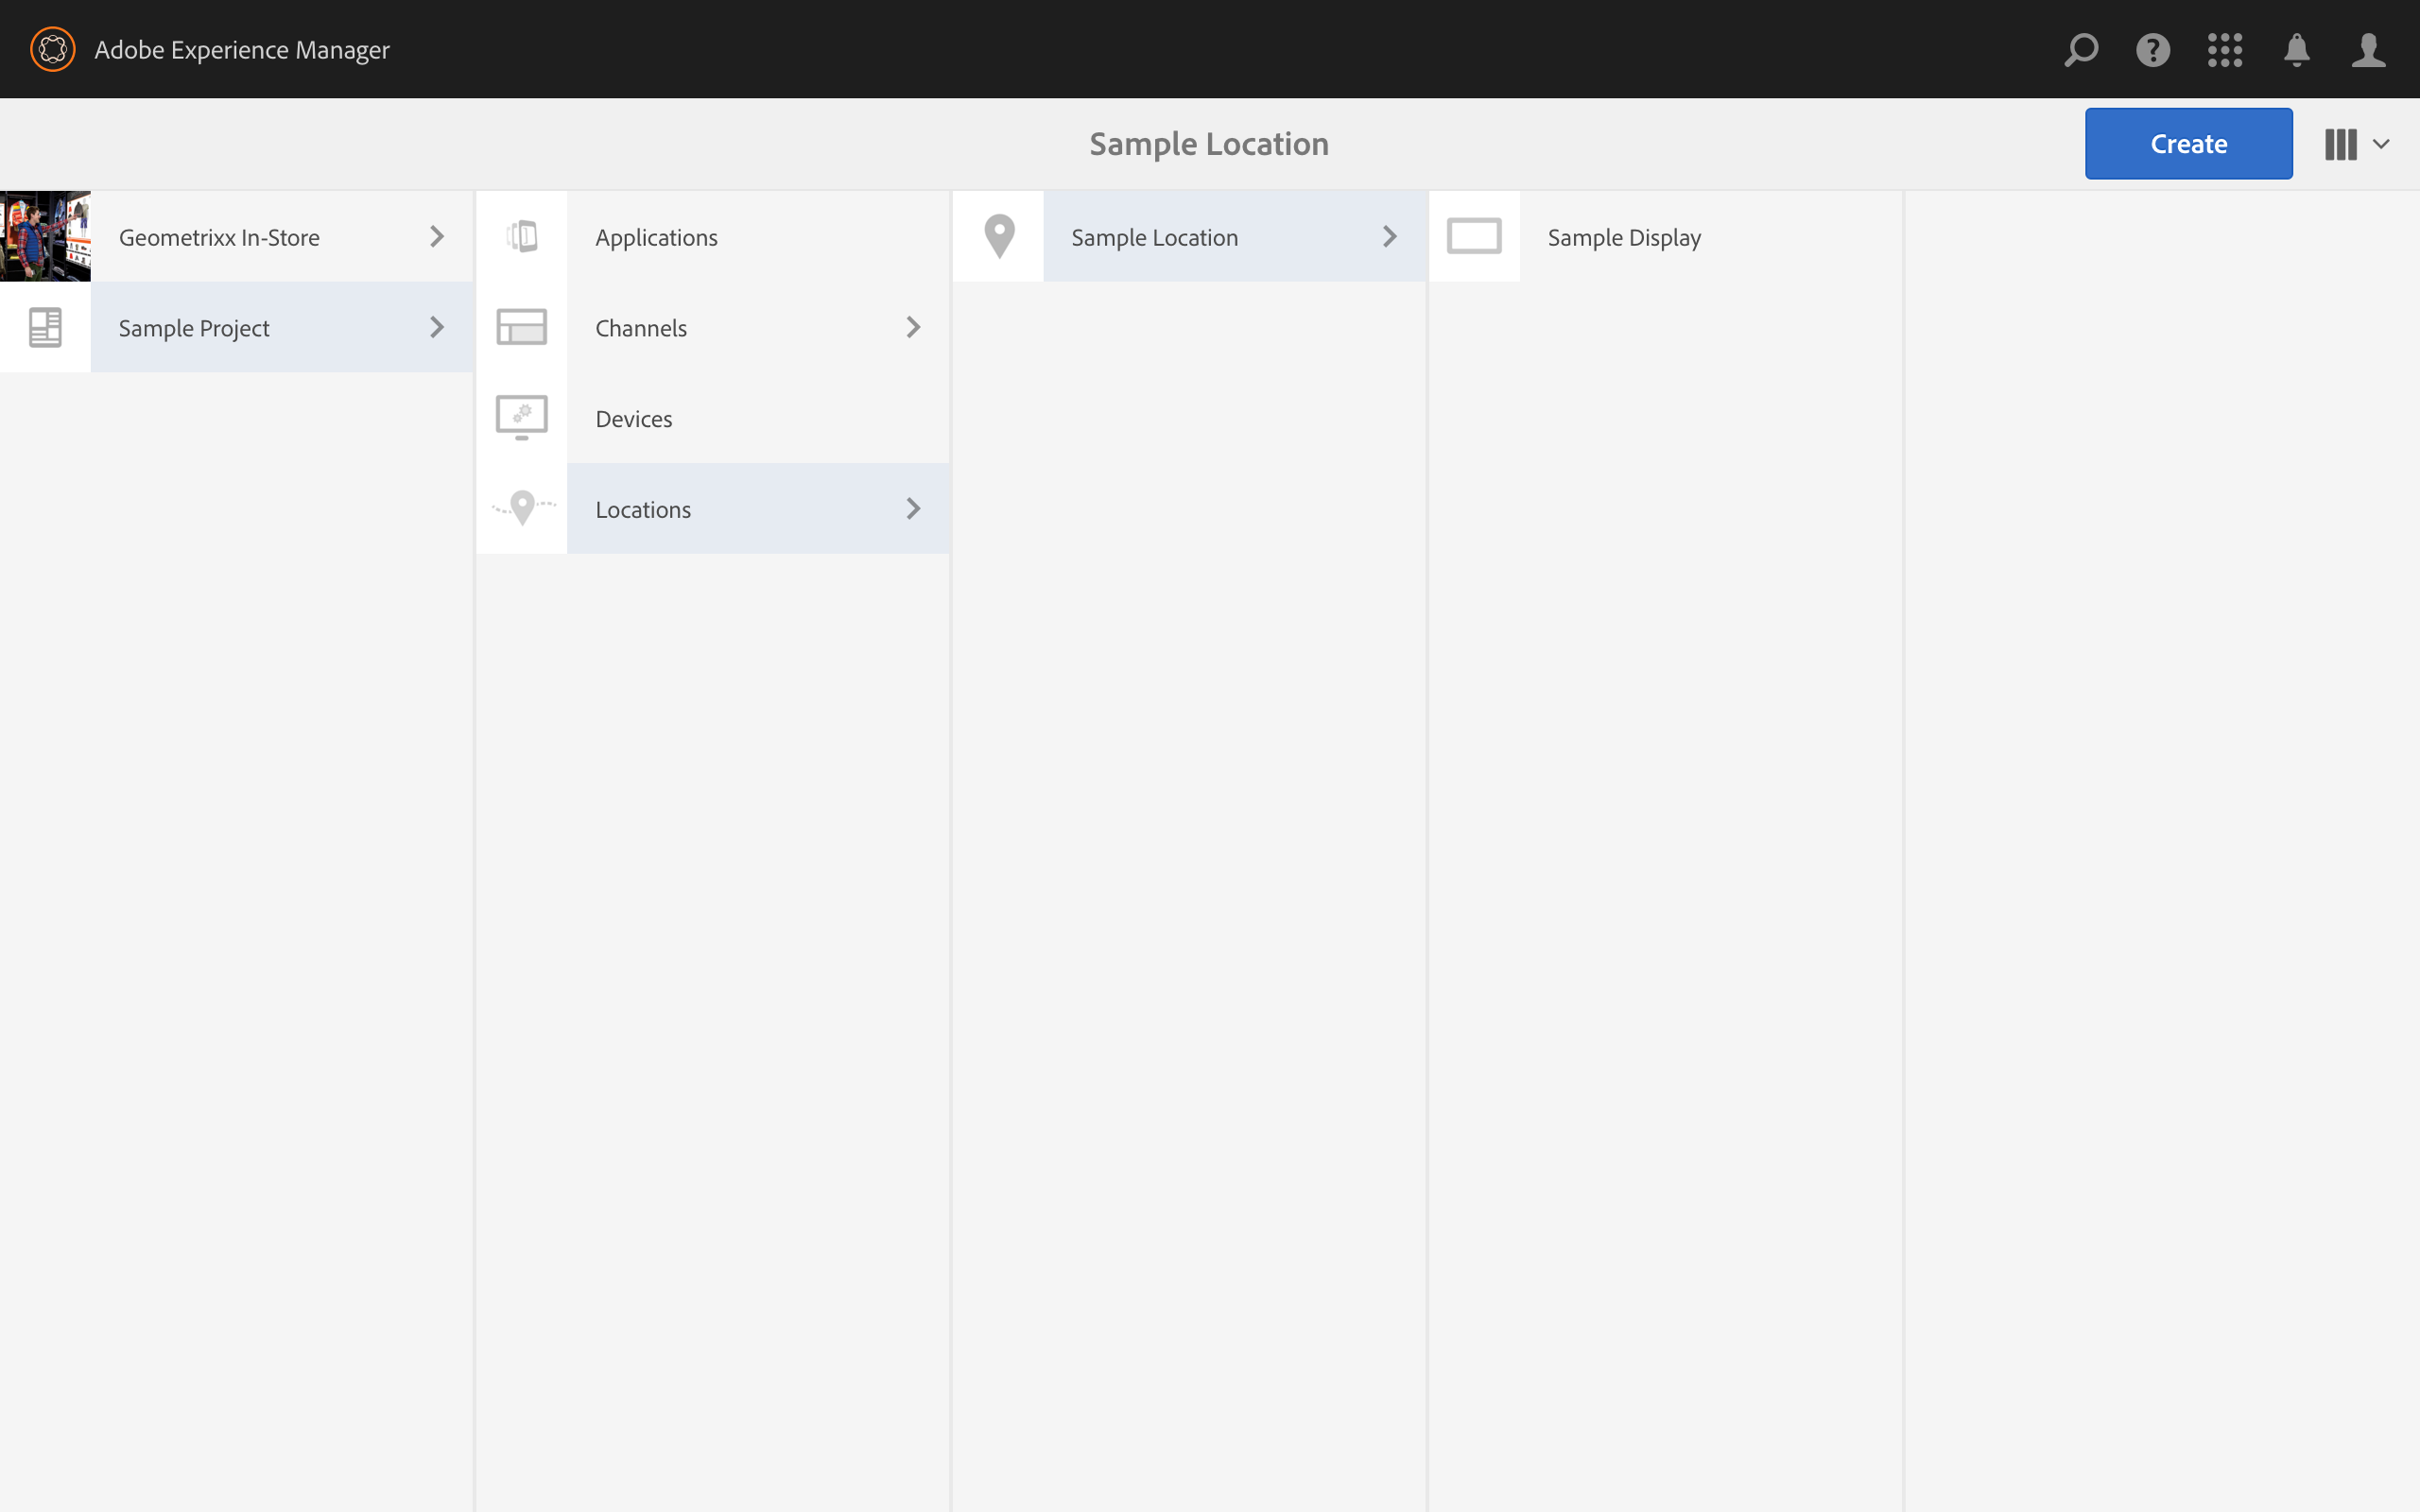 Adobe Experience Manager
Sample Location
Create
Geometrixx In-Store
Sample Project
Applications
Channels
Devices
Locations
Sample Location
Sample Display